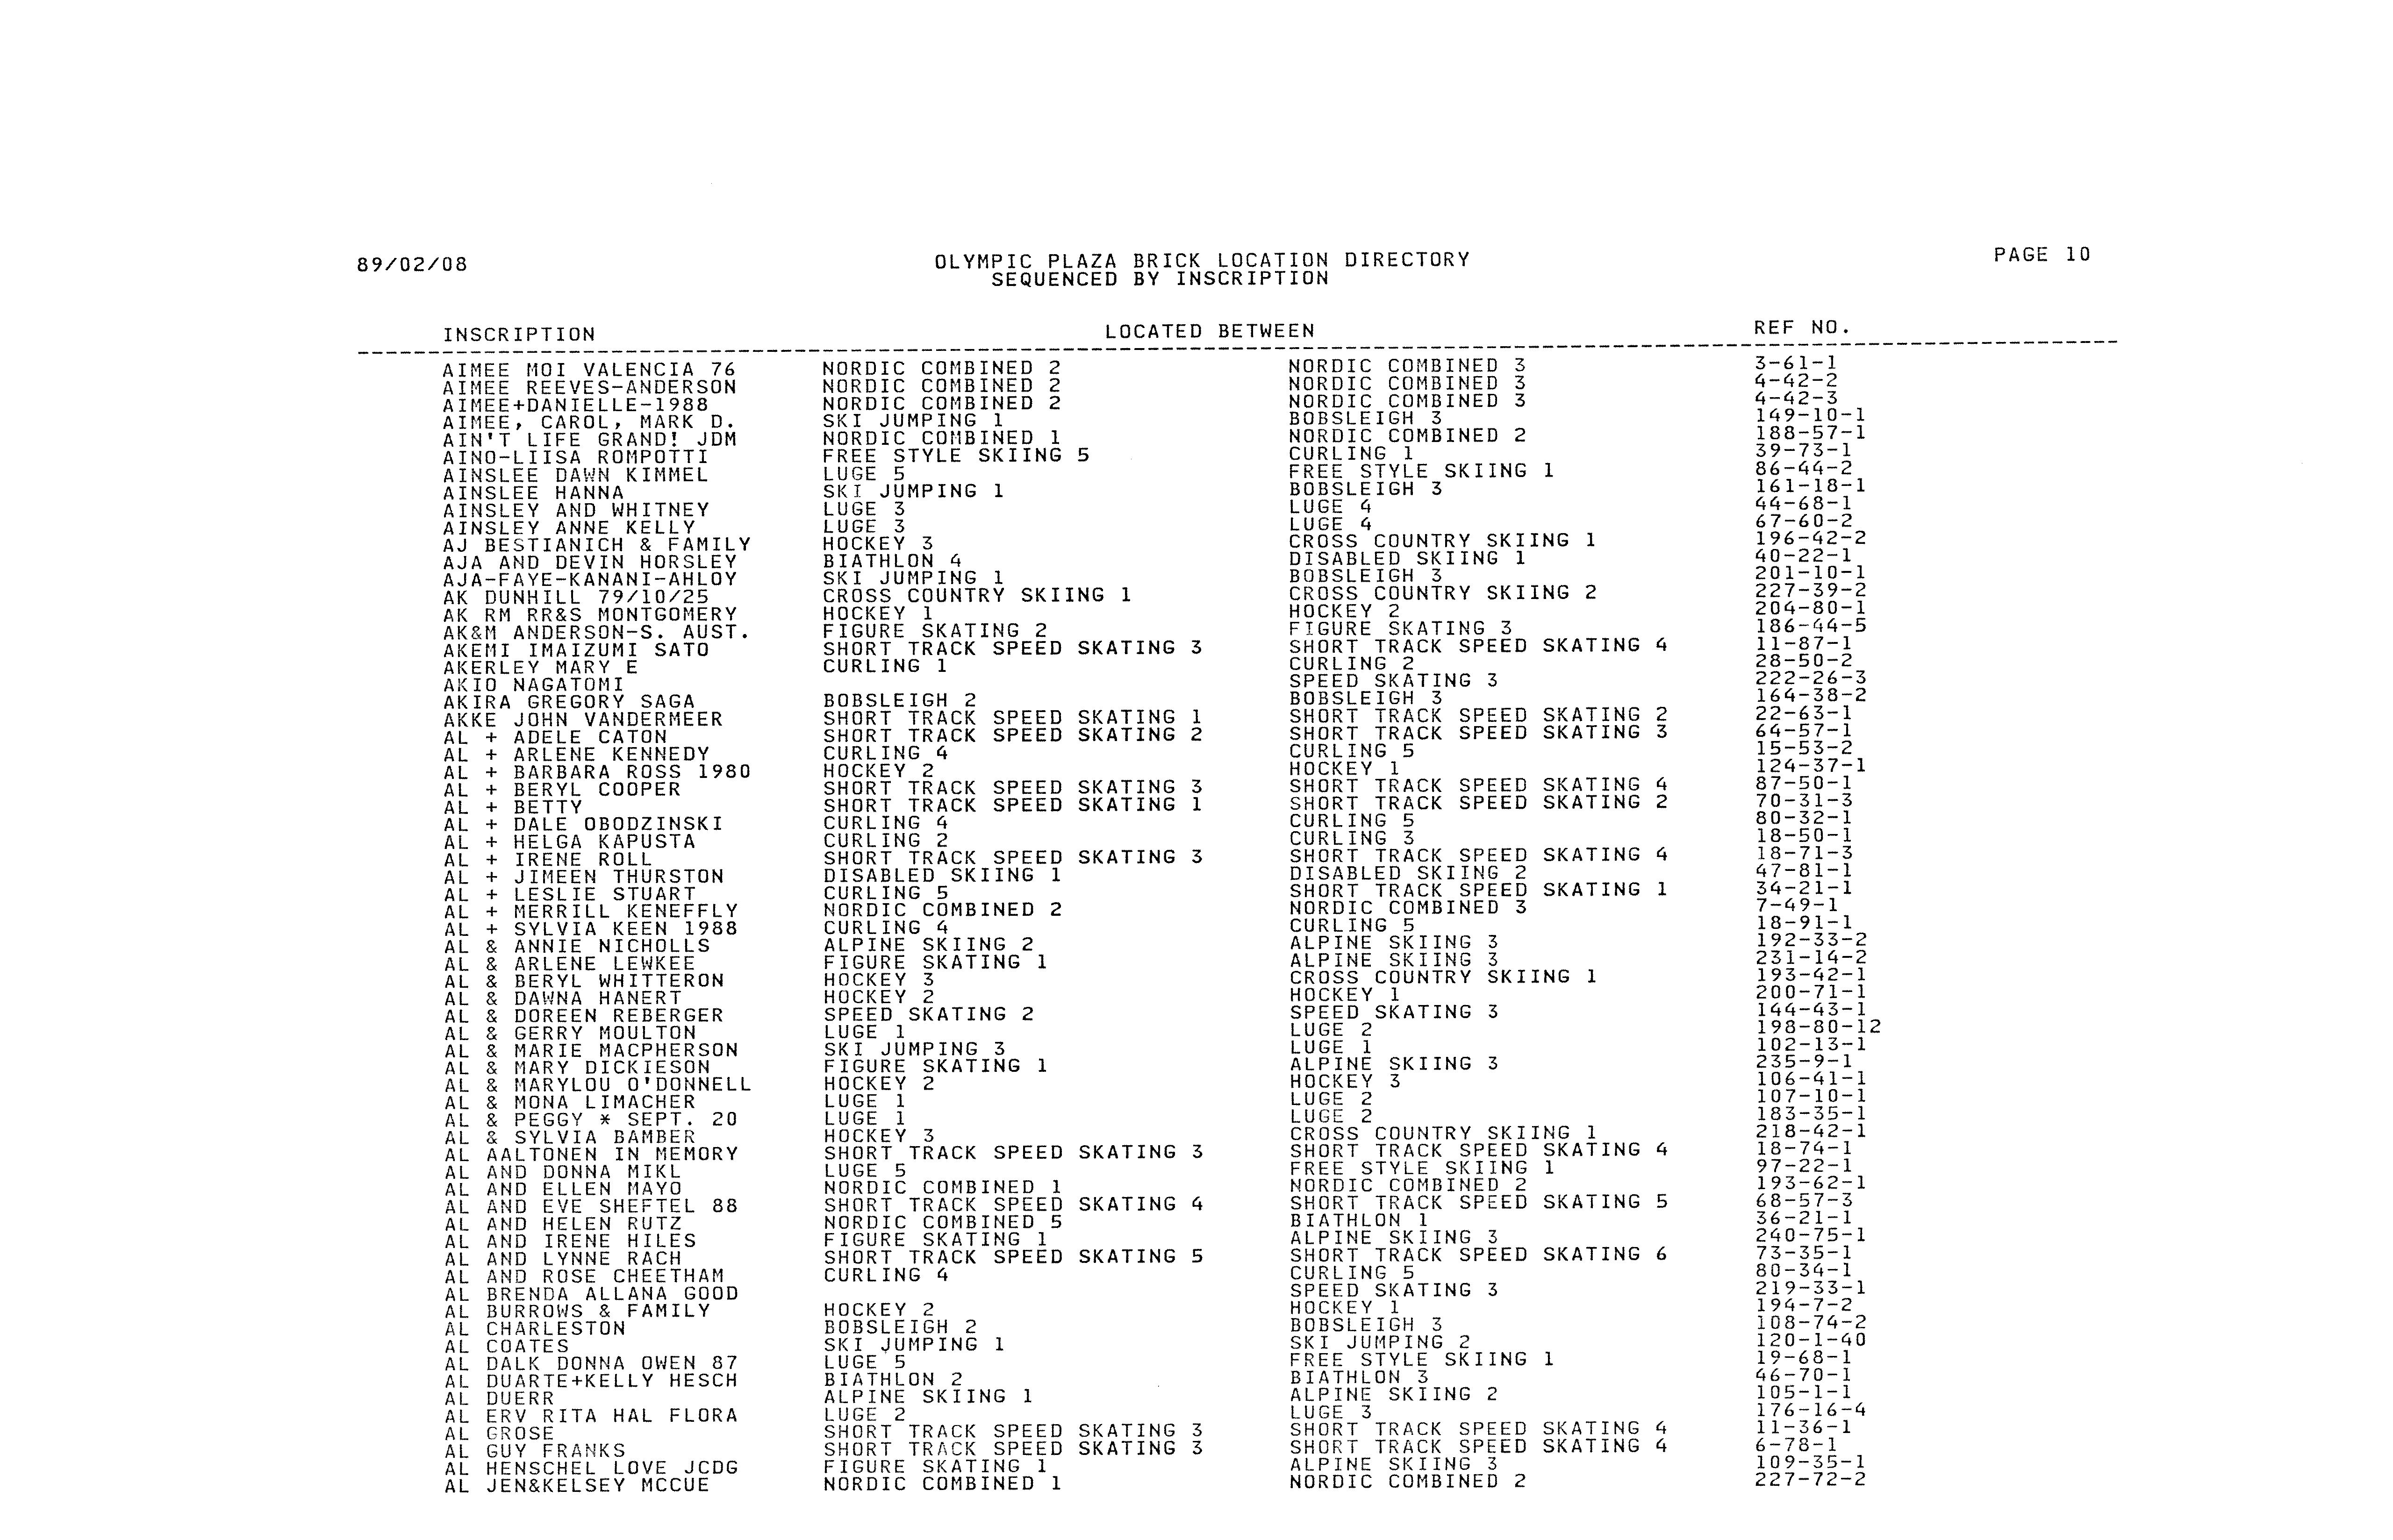 89/02/08 OLYMPIC PLAZA BRICK LOCATION DIRECTORY PAGE 10
SEQUENCED BY INSCRIPTION
INSCRIPTION LOCATED BETWEEN REF NO.
AIMEE MOI VALENCIA 76 NORDIC COMBINED 2 NORDIC COMBINED 3 3-61-1
AIMEE REEVES-ANDERSON NORDIC COMBINED 2 NORDIC COMBINED 3 4-42-2
AIMEE+DANIELLE-1988 NORDIC COMBINED 2 NORDIC COMBINED 3 4-42-3
AIMEE, CAROL, MARK D. SKI JUMPING 1 BOBSLEIGH 3 149-10-1
AIN'T LIFE GRAND! JDM NORDIC COMBINED 1 NORDIC COMBINED 2 188-57-1
AINO-LIISA ROMPOTTI FREE STYLE SKIING 5 CURLING 1 39-73-1
AINSLEE DAWN KIMMEL LUGE 5 FREE STYLE SKIING 1 86-44-2
AINSLEE HANNA SKI JUMPING 1 BOBSLEIGH 3 161-18-1
AINSLEY AND WHITNEY LUGE 3 LUGE 4 44-68-1
AINSLEY ANNE KELLY LUGE 3 LUGE 4 67-60-2
AJ BESTIANICH & FAMILY HOCKEY 3 CROSS COUNTRY SKIING 1 196-42-2
AJA AND DEVIN HORSLEY BIATHLON 4 DISABLED SKIING 1 40-22-1
AJA-FAYE-KANANI-AHLOY SKI JUMPING 1 BOBSLEIGH 3 201-10-1
AK DUNHILL 79/10/25 CROSS COUNTRY SKIING 1 CROSS COUNTRY SKIING 2 227-39-2
AK RM RR&S MONTGOMERY HOCKEY 1 HOCKEY 2 204-80-1
AK&M ANDERSON-S. AUST. FIGURE SKATING 2 FIGURE SKATING 3 186-44-5
AKEMI IMAIZUMI SATO SHORT TRACK SPEED SKATING 3 SHORT TRACK SPEED SKATING 4 11-87-1
AKERLEY MARY E CURLING 1 CURLING 2 28-50-2
AKIO NAGATOMI SPEED SKATING 3 222-26-3
AKIRA GREGORY SAGA BOBSLEIGH 2 BOBSLEIGH 3 164-38-2
AKKE JOHN VANDERMEER SHORT TRACK SPEED SKATING 1 SHORT TRACK SPEED SKATING 2 22-63-1
AL + ADELE CATON SHORT TRACK SPEED SKATING 2 SHORT TRACK SPEED SKATING 3 64-57-1
AL + ARLENE KENNEDY CURLING 4 CURLING 5 15-53-2
AL + BARBARA ROSS 1980 HOCKEY 2 HOCKEY 1 124-37-1
AL + BERYL COOPER SHORT TRACK SPEED SKATING 3 SHORT TRACK SPEED SKATING 4 87-50-1
AL + BETTY SHORT TRACK SPEED SKATING 1 SHORT TRACK SPEED SKATING 2 70-31-3
AL + DALE OBODZINSKI CURLING 4 CURLING 5 80-32-1
AL + HELGA KAPUSTA CURLING 2 CURLING 3 18-50-1
AL + IRENE ROLL SHORT TRACK SPEED SKATING 3 SHORT TRACK SPEED SKATING 4 18-71-3
AL + JIMEEN THURSTON DISABLED SKIING 1 DISABLED SKIING 2 47-81-1
AL + LESLIE STUART CURLING 5 SHORT TRACK SPEED SKATING 1 34-21-1
AL + MERRILL KENEFFLY NORDIC COMBINED 2 NORDIC COMBINED 3 7-49-1
AL + SYLVIA KEEN 1988 CURLING 4 CURLING 5 18-91-1
AL & ANNIE NICHOLLS ALPINE SKIING 2 ALPINE SKIING 3 192-33-2
AL & ARLENE LEWKEE FIGURE SKATING 1 ALPINE SKIING 3 231-14-2
AL & BERYL WHITTERON HOCKEY 3 CROSS COUNTRY SKIING 1 193-42-1
AL & DAWNA HANERT HOCKEY 2 HOCKEY 1 200-71-1
AL & DOREEN REBERGER SPEED SKATING 2 SPEED SKATING 3 144-43-1
AL & GERRY MOULTON LUGE 1 LUGE 2 198-80-12
AL & MARIE MACPHERSON SKI JUMPING 3 LUGE 1 102-13-1
AL & MARY DICKIESON FIGURE SKATING 1 ALPINE SKIING 3 235-9-1
AL & MARYLOU O'DONNELL HOCKEY 2 HOCKEY 3 106-41-1
AL & MONA LIMACHER LUGE 1 LUGE 2 107-10-1
AL & PEGGY * SEPT. 20 LUGE 1 LUGE 2 183-35-1
AL & SYLVIA BAMBER HOCKEY 3 CROSS COUNTRY SKIING 1 218-42-1
AL AALTONEN IN MEMORY SHORT TRACK SPEED SKATING 3 SHORT TRACK SPEED SKATING 4 18-74-1
AL AND DONNA MIKL LUGE 5 FREE STYLE SKIING 1 97-22-1
AL AND ELLEN MAYO NORDIC COMBINED 1 NORDIC COMBINED 2 193-62-1
AL AND EVE SHEFTEL 88 SHORT TRACK SPEED SKATING 4 SHORT TRACK SPEED SKATING 5 68-57-3
AL AND HELEN RUTZ NORDIC COMBINED 5 BIATHLON 1 36-21-1
AL AND IRENE HILES FIGURE SKATING 1 ALPINE SKIING 3 240-75-1
AL AND LYNNE RACH SHORT TRACK SPEED SKATING 5 SHORT TRACK SPEED SKATING 6 73-35-1
AL AND ROSE CHEETHAM CURLING 4 CURLING 5 80-34-1
AL BRENDA ALLANA GOOD SPEED SKATING 3 219-33-1
AL BURROWS & FAMILY HOCKEY 2 HOCKEY 1 194-7-2
AL CHARLESTON BOBSLEIGH 2 BOBSLEIGH 3 108-74-2
AL COATES SKI JUMPING 1 SKI JUMPING 2 120-1-40
AL DALK DONNA OWEN 87 LUGE 5 FREE STYLE SKIING 1 19-68-1
AL DUARTE+KELLY HESCH BIATHLON 2 BIATHLON 3 46-70-1
AL DUERR ALPINE SKIING 1 ALPINE SKIING 2 105-1-1
AL ERV RITA HAL FLORA LUGE 2 LUGE 3 176-16-4
AL GROSE SHORT TRACK SPEED SKATING 3 SHORT TRACK SPEED SKATING 4 11-36-1
AL GUY FRANKS SHORT TRACK SPEED SKATING 3 SHORT TRACK SPEED SKATING 4 6-78-1
AL HENSCHEL LOVE JCDG FIGURE SKATING 1 ALPINE SKIING 3 109-35-1
AL JEN&KELSEY MCCUE NORDIC COMBINED 1 NORDIC COMBINED 2 227-72-2